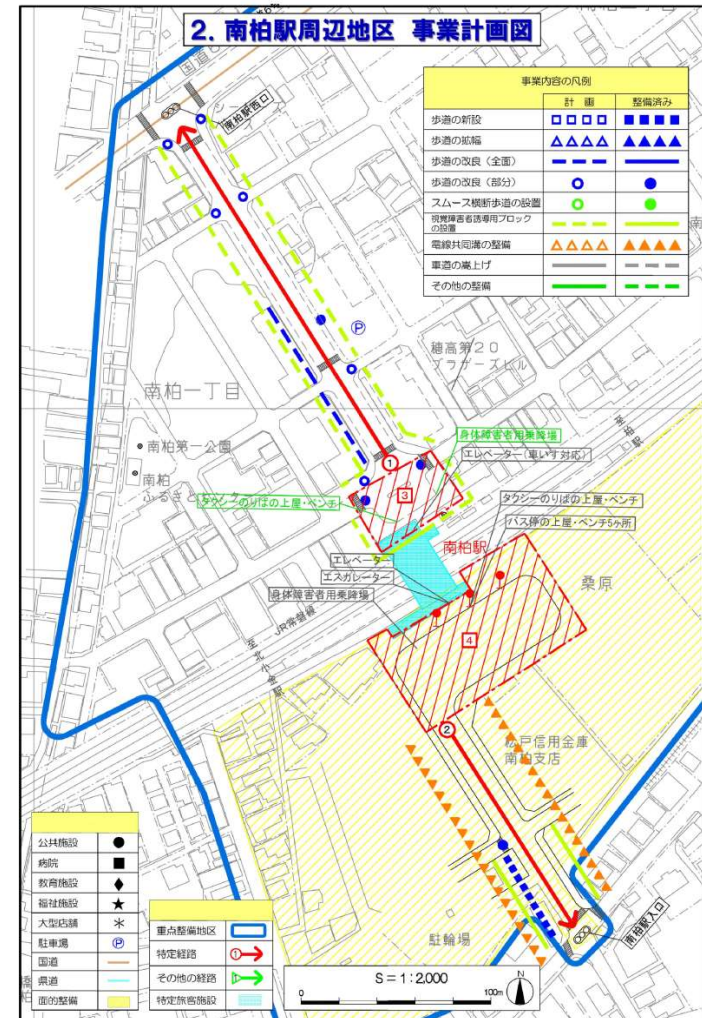 2. 南柏駅周辺地区 事業計画図
事業内容の凡例
計 画
整備済み
歩道の新設
歩道の拡幅
歩道の改良（全面）
歩道の改良（部分）
スムース横断歩道の設置
視覚障害者誘導用ブロック
の設置
電線共同溝の整備
車道の嵩上げ
その他の整備
南柏駅西口
P
穂高第20
ブラザーズビル
南柏一丁目
南柏第一公園
南柏
身体障害者用乗降場
エレベーター（車いす対応）
タクシーのりばの上屋・ベンチ
1
3
タクシーのりばの上屋・ベンチ
バス停の上屋・ベンチ5ヶ所
南柏駅
エレベーター
エスカレーター
身体障害者用乗降場
JR常磐線
桑原
4
2
松戸信用金庫
南柏支店
南柏駅入口
駐輪場
公共施設
病院
教育施設
福祉施設
大型店舗
駐車場
P
国道
県道
面的整備
重点整備地区
特定経路
1
その他の経路
特定旅客施設
S＝1：2,000
0
100m
N